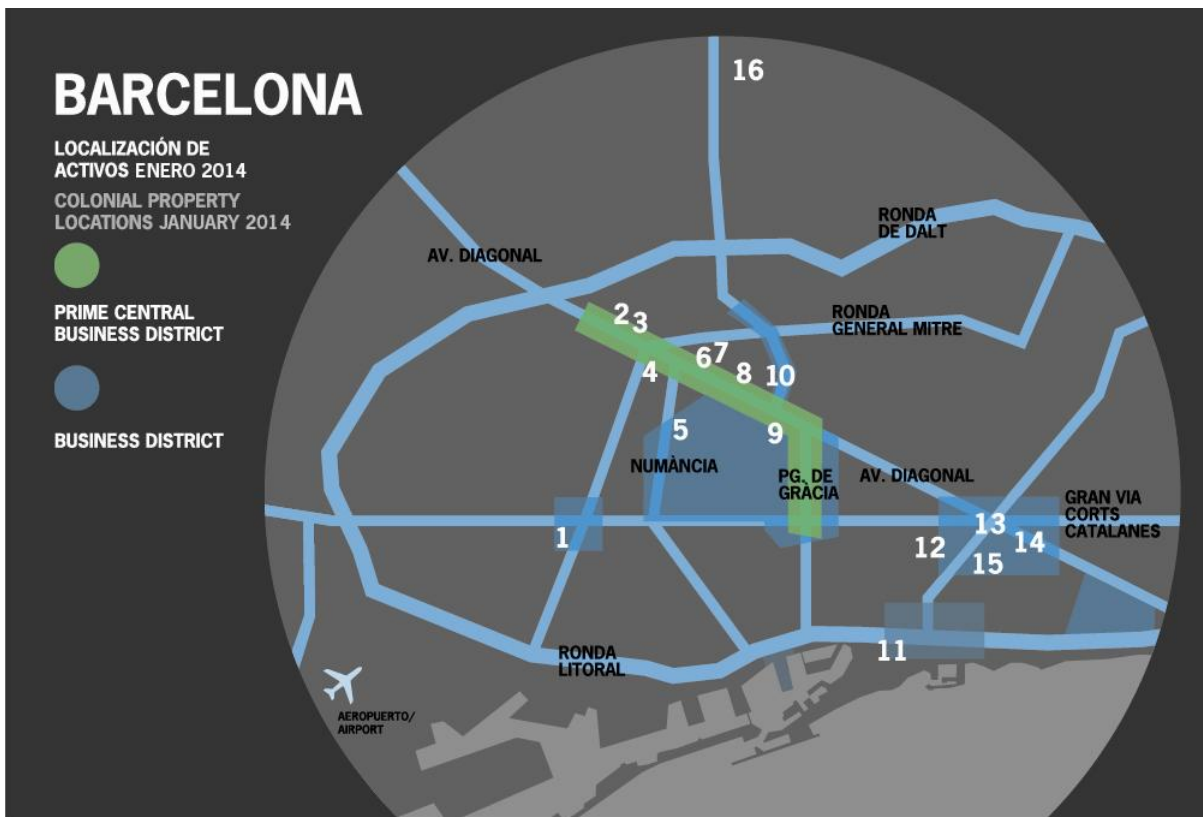 BARCELONA
LOCALIZACIÓN DE
ACTIVOS ENERO 2014
COLONIAL PROPERTY
LOCATIONS JANUARY 2014
PRIME CENTRAL
BUSINESS DISTRICT
BUSINESS DISTRICT
16
RONDA
DE DALT
AV. DIAGONAL
RONDA
GENERAL MITRE
2
3
6
7
4
8
10
5
9
NUMÀNCIA
PG. DE
GRÀCIA
AV. DIAGONAL
GRAN VIA
CORTS
CATALANES
1
13
12
14
15
11
RONDA
LITORAL
AEROPUERTO/
AIRPORT